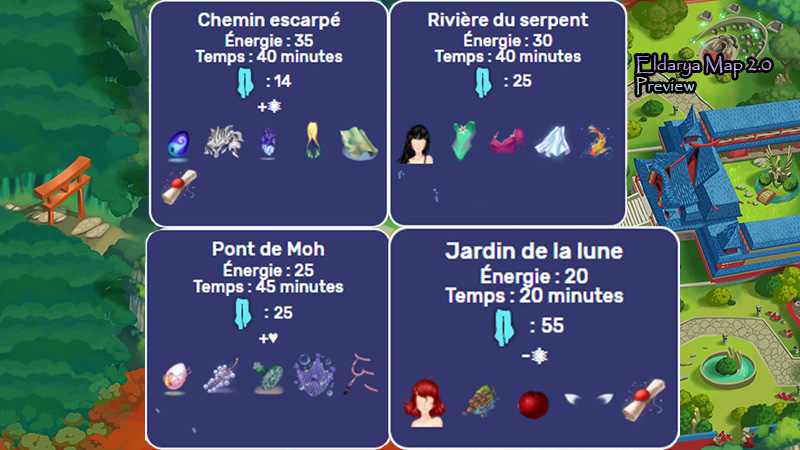 Chemin escarpé
Énergie : 35
Temps : 40 minutes
: 14
+
Rivière du serpent
Énergie : 30
Temps : 40 minutes
: 25
Eldarya Map 2.0
Preview
Pont de Moh
Énergie : 25
Temps : 45 minutes
: 25
+♥
Jardin de la lune
Énergie : 20
Temps : 20 minutes
: 55
-